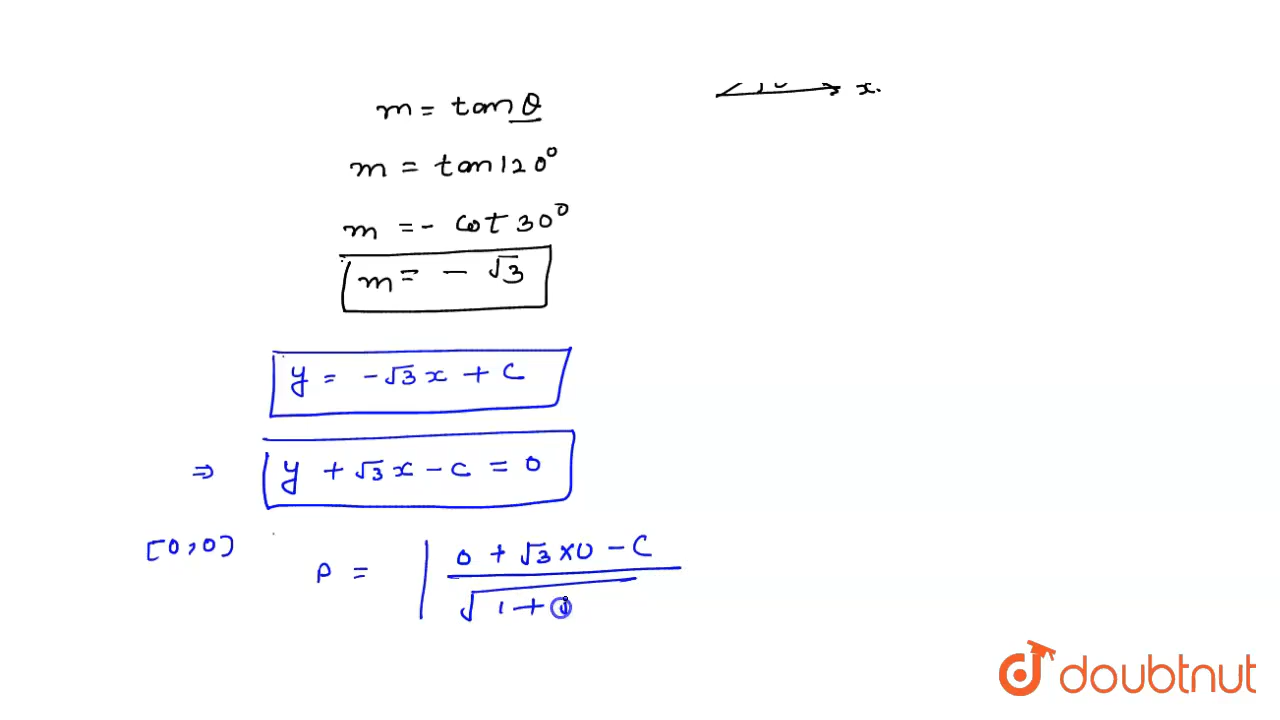 x.
m = tan θ
m = tan 120°
m = - cot 30°
m = - √3
y = -√3 x + c
⇒ y + √3 x - c = 0
[0,0]
p = | 0 + √3 × 0 - c
√ 1 +
doubtnut